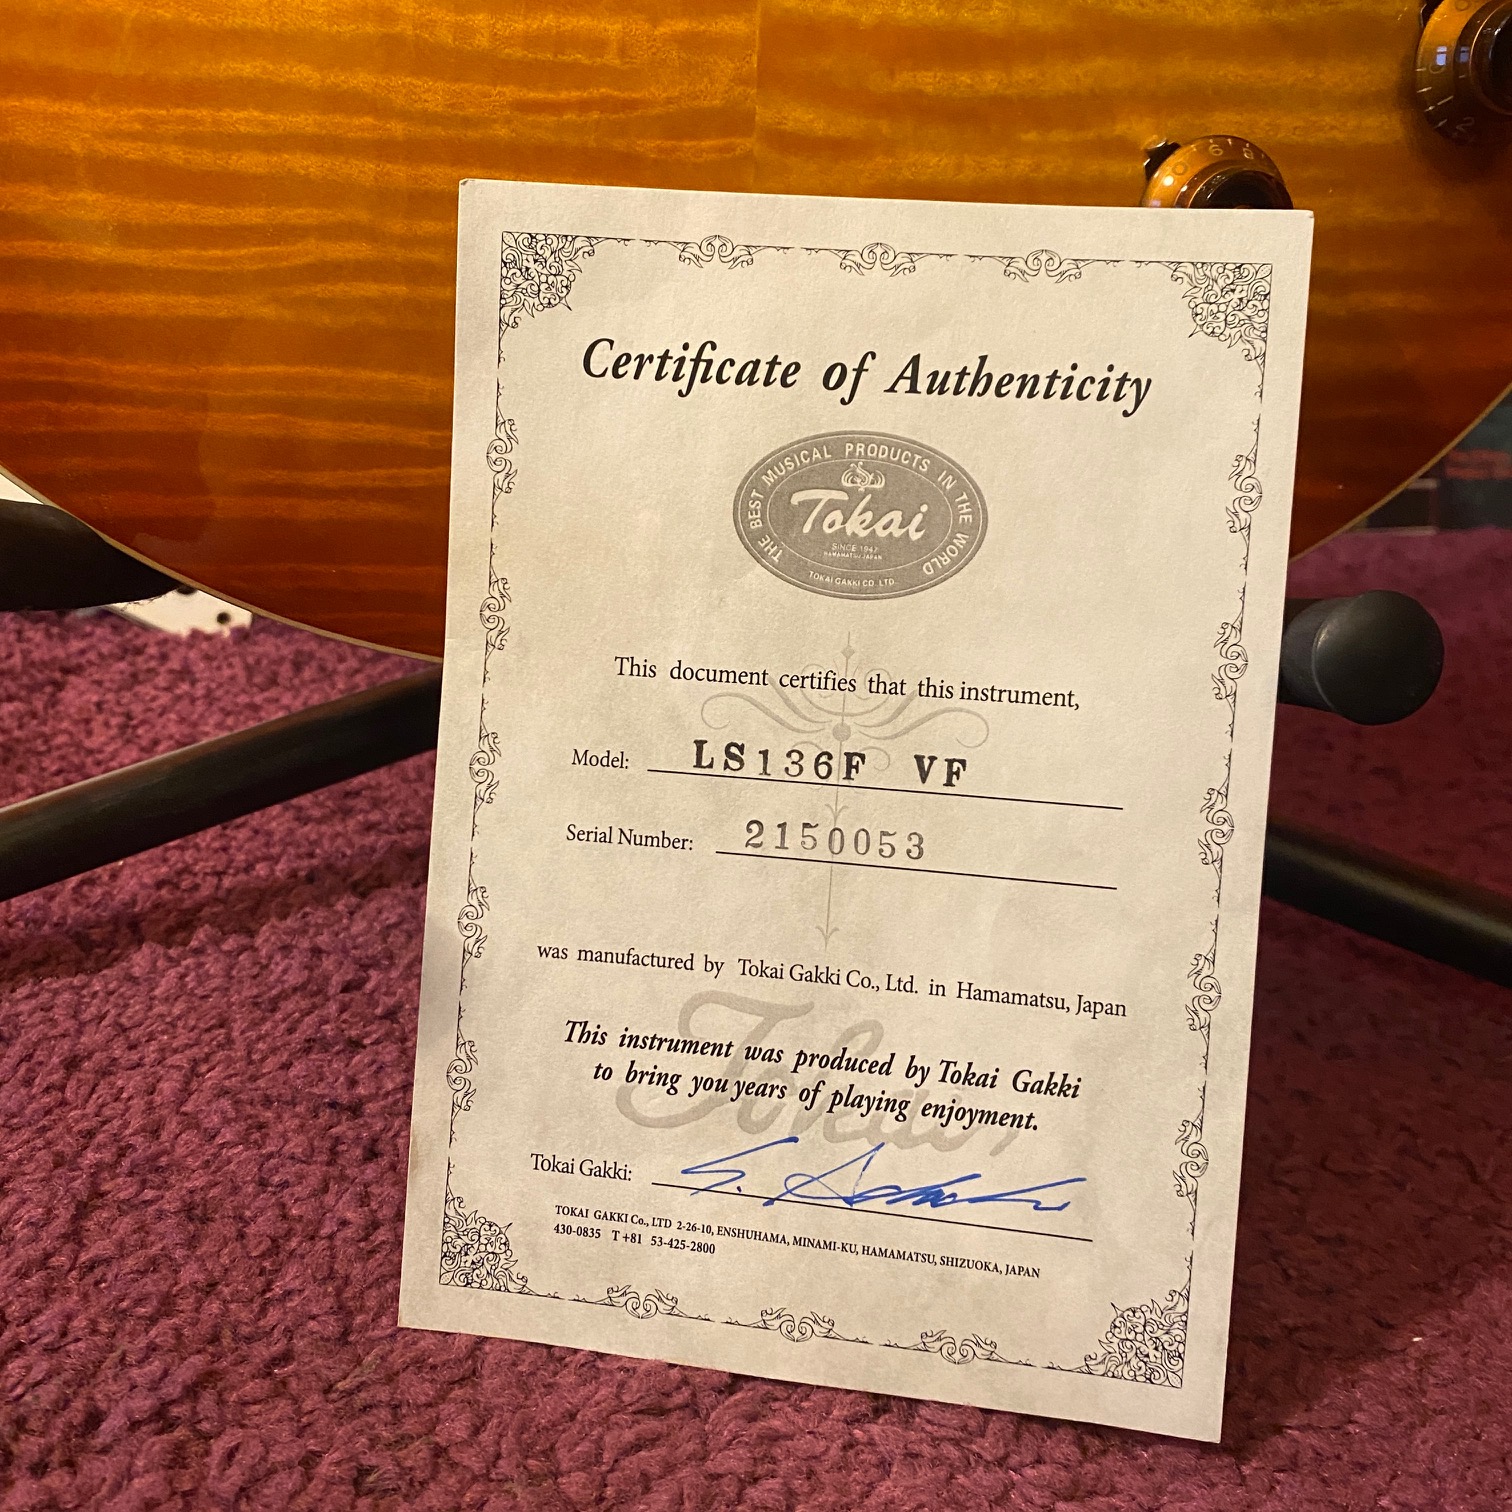 Certificate of Authenticity
THE BEST MUSICAL PRODUCTS IN THE WORLD
Tokai
SINCE 1947
HAMAMATSU JAPAN
TOKAI GAKKI CO. LTD.
This document certifies that this instrument,
Model: LS136F VF
Serial Number: 2150053
was manufactured by Tokai Gakki Co., Ltd. in Hamamatsu, Japan
Tokai
This instrument was produced by Tokai Gakki
to bring you years of playing enjoyment.
Tokai Gakki:
TOKAI GAKKI Co., LTD 2-26-10, ENSHUHAMA, MINAMI-KU, HAMAMATSU, SHIZUOKA, JAPAN
430-0835 T +81 53-425-2800